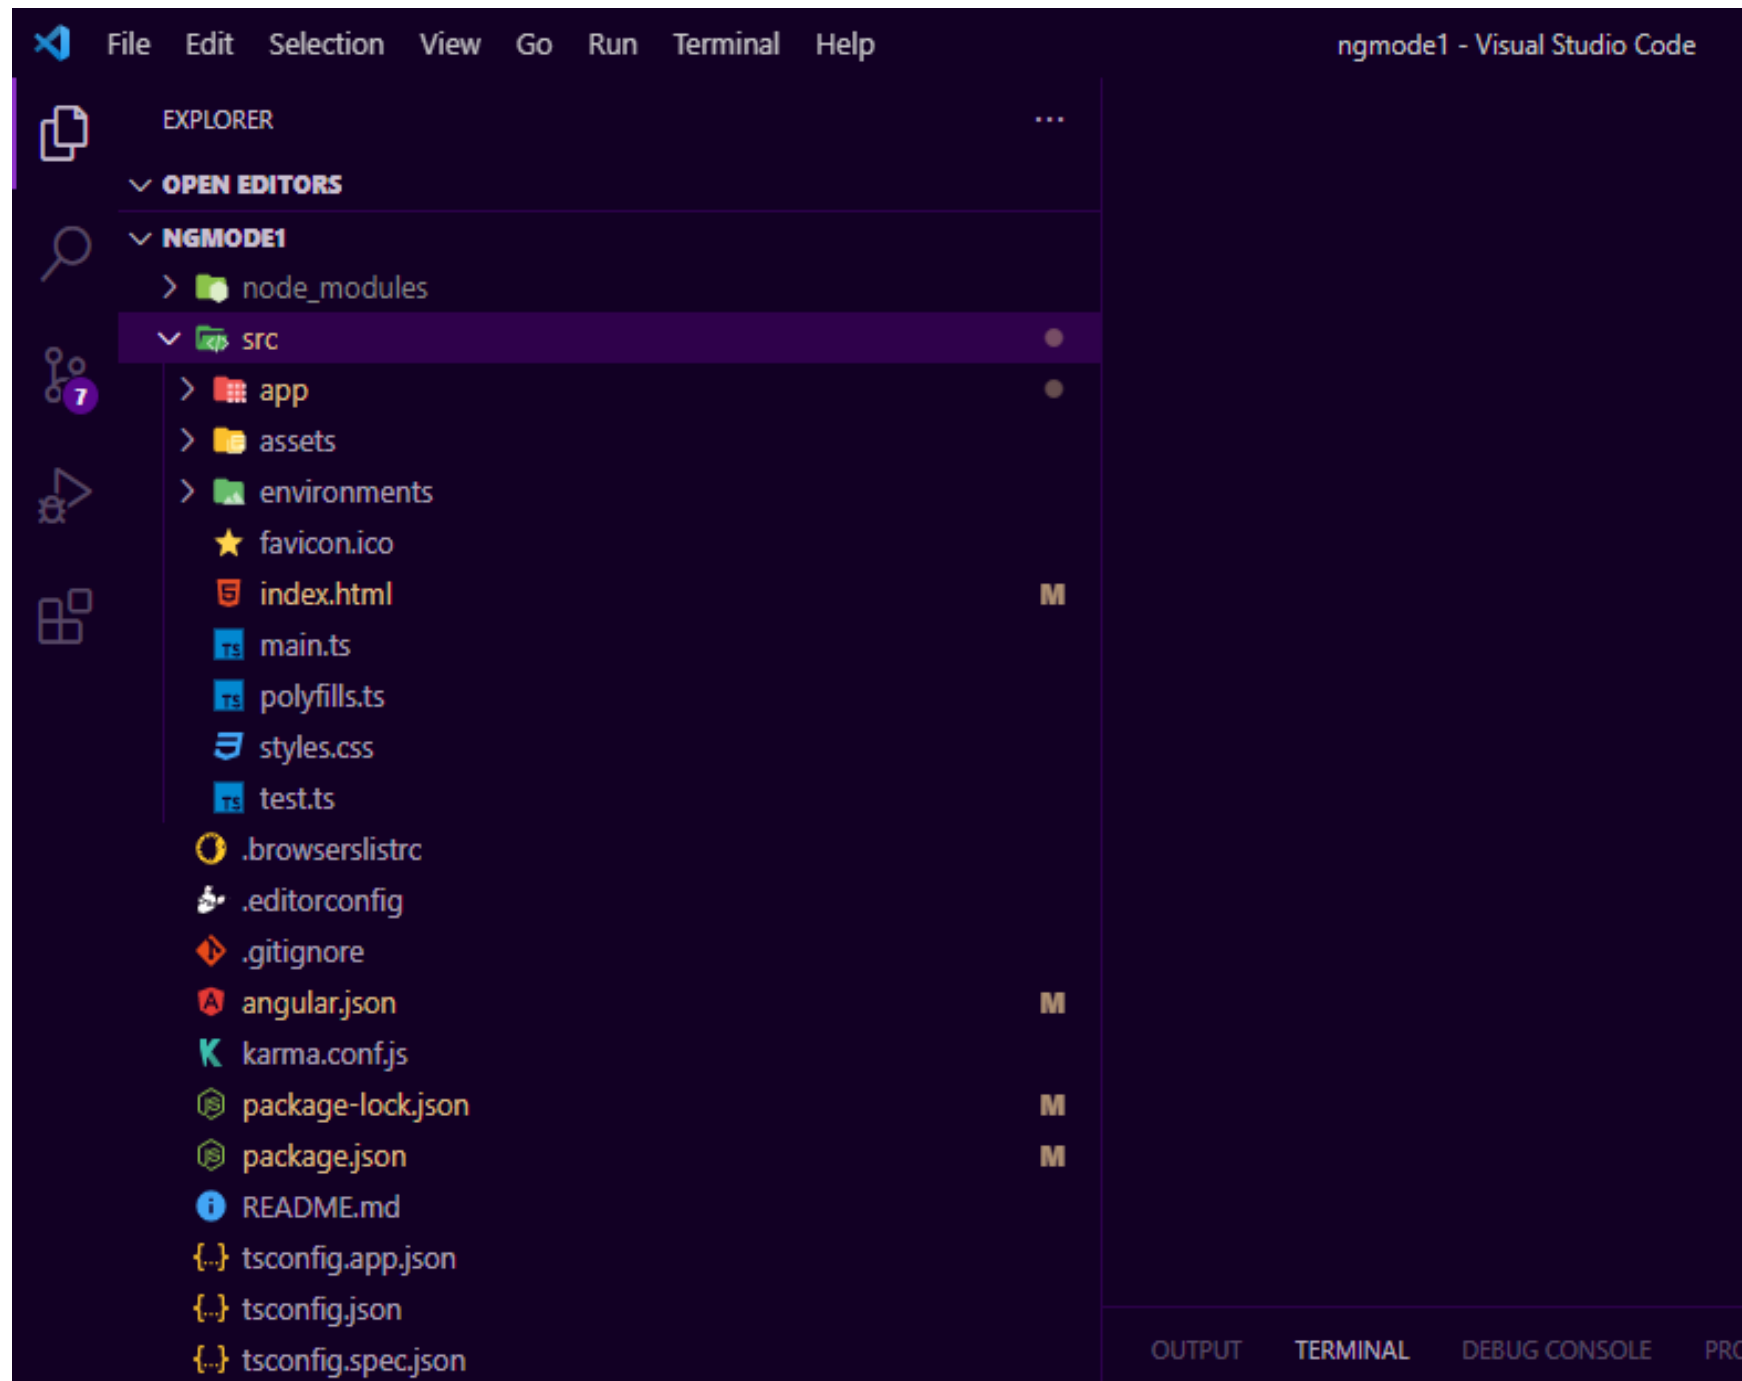 File Edit Selection View Go Run Terminal Help ngmode1 - Visual Studio Code
EXPLORER ...
OPEN EDITORS
NGMODE1
node_modules
src
app
assets
environments
favicon.ico
index.html M
main.ts
polyfills.ts
styles.css
test.ts
.browserslistrc
.editorconfig
.gitignore
angular.json M
karma.conf.js
package-lock.json M
package.json M
README.md
tsconfig.app.json
tsconfig.json
tsconfig.spec.json
7
OUTPUT TERMINAL DEBUG CONSOLE